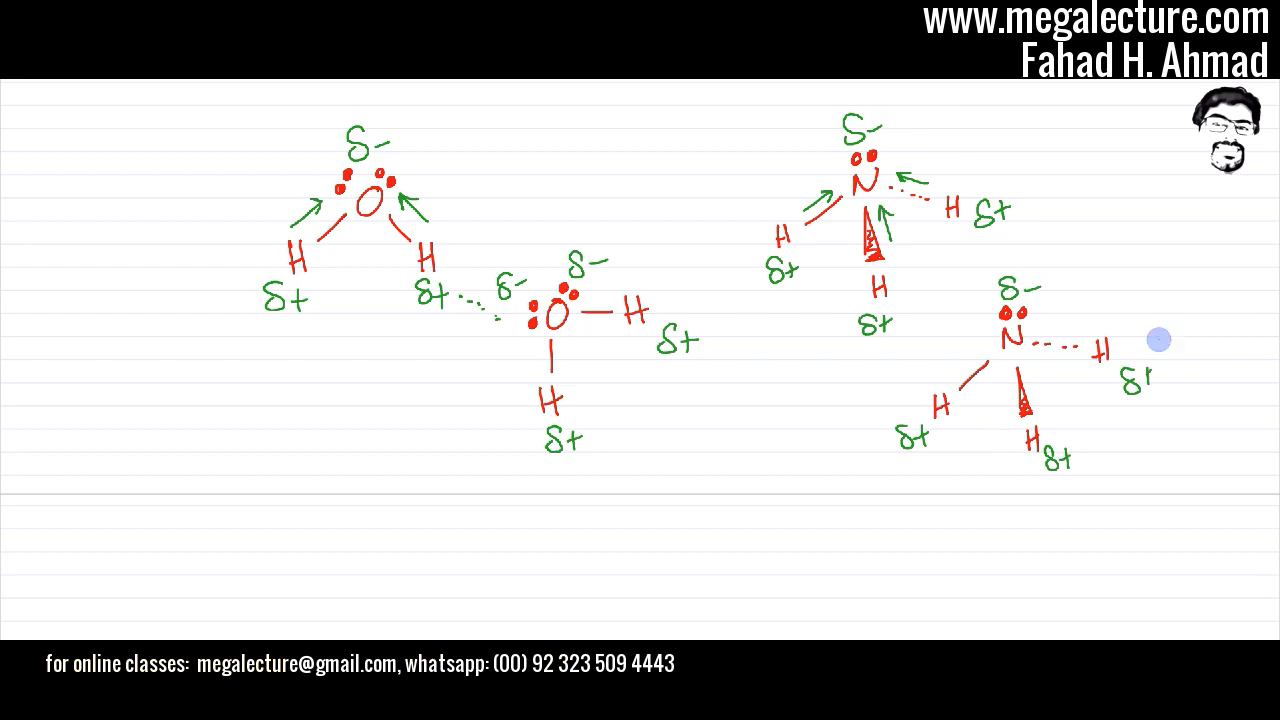 www.megalecture.com
Fahad H. Ahmad
δ-
O
H H
δ+ δ+
δ- δ-
O H
δ+
H
δ+
δ-
N
H H δ+
δ+
H
δ+
δ-
N
H
δ+
H
δ+
H
δ+
for online classes: megalecture@gmail.com, whatsapp: (00) 92 323 509 4443